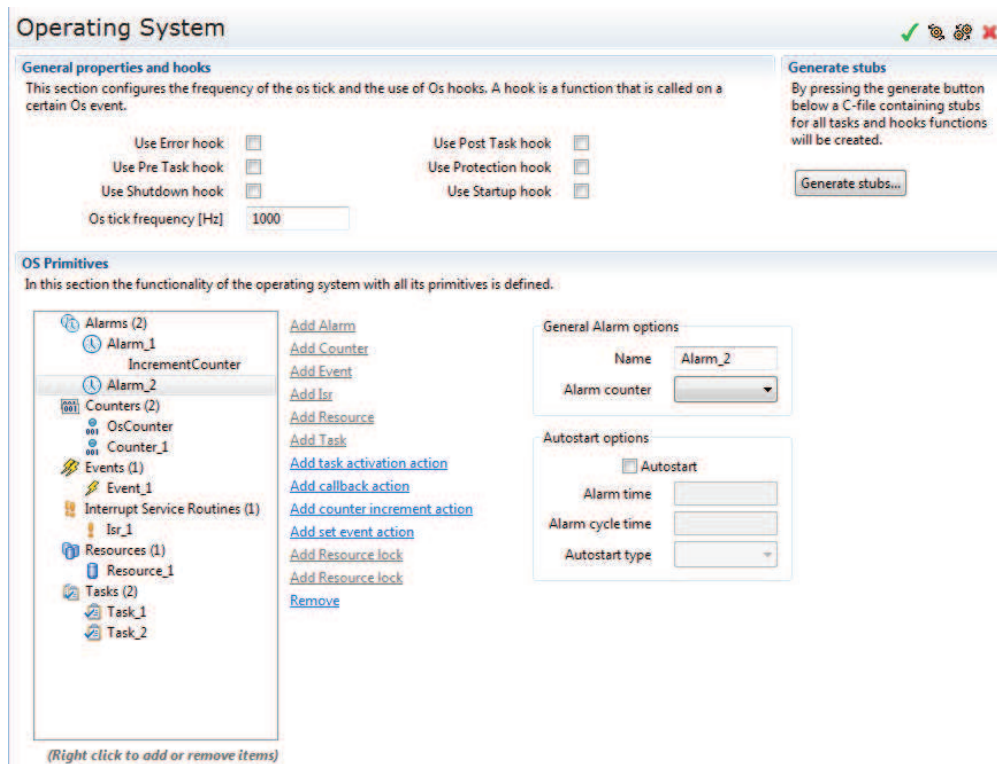 Operating System
General properties and hooks
This section configures the frequency of the os tick and the use of Os hooks. A hook is a function that is called on a
certain Os event.
Use Error hook
Use Post Task hook
Use Pre Task hook
Use Protection hook
Use Shutdown hook
Use Startup hook
Os tick frequency [Hz] 1000
Generate stubs
By pressing the generate button
below a C-file containing stubs
for all tasks and hooks functions
will be created.
Generate stubs...
OS Primitives
In this section the functionality of the operating system with all its primitives is defined.
Alarms (2)
Alarm_1
IncrementCounter
Alarm_2
Counters (2)
OsCounter
Counter_1
Events (1)
Event_1
Interrupt Service Routines (1)
Isr_1
Resources (1)
Resource_1
Tasks (2)
Task_1
Task_2
(Right click to add or remove items)
Add Alarm
Add Counter
Add Event
Add Isr
Add Resource
Add Task
Add task activation action
Add callback action
Add counter increment action
Add set event action
Add Resource lock
Add Resource lock
Remove
General Alarm options
Name Alarm_2
Alarm counter
Autostart options
Autostart
Alarm time
Alarm cycle time
Autostart type